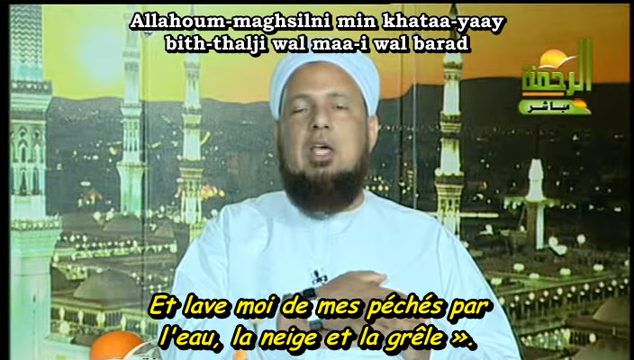 Allahoum-maghsilni min khataa-yaay
bith-thalji wal maa-i wal barad
الرحمة
مباشر
Et lave moi de mes péchés par
l'eau, la neige et la grêle ».